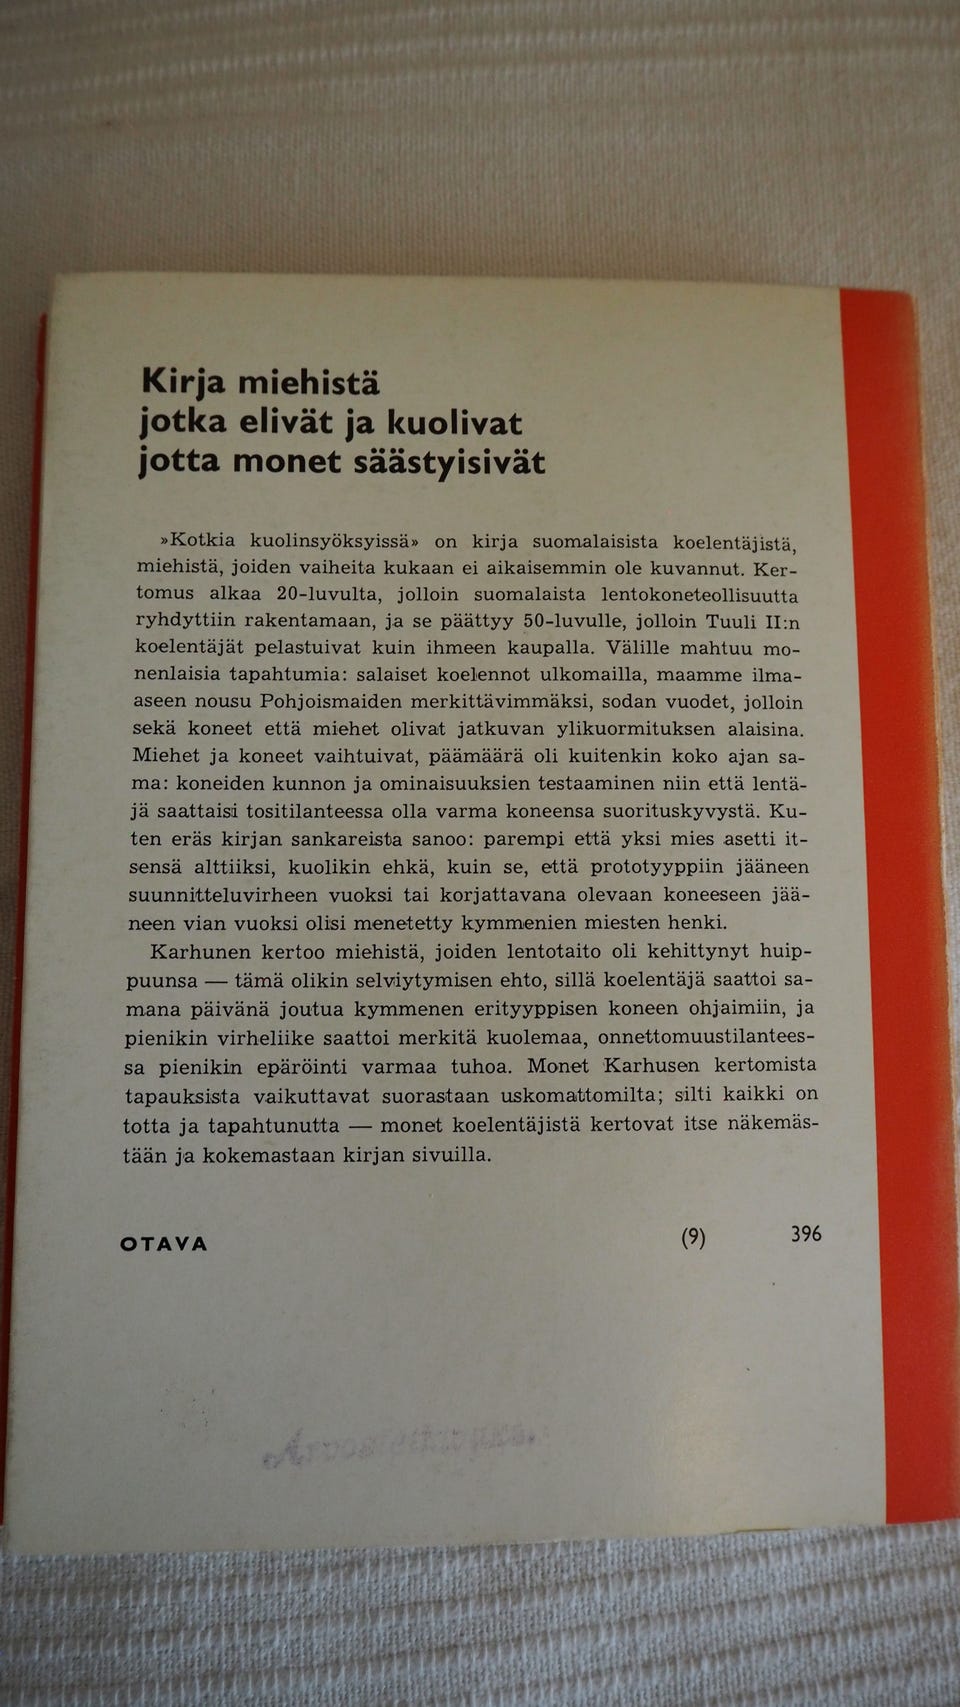 Kirja miehistä
jotka elivät ja kuolivat
jotta monet säästyisivät
»Kotkia kuolinsyöksyissä» on kirja suomalaisista koelentäjistä,
miehistä, joiden vaiheita kukaan ei aikaisemmin ole kuvannut. Ker-
tomus alkaa 20-luvulta, jolloin suomalaista lentokoneteollisuutta
ryhdyttiin rakentamaan, ja se päättyy 50-luvulle, jolloin Tuuli II:n
koelentäjät pelastuivat kuin ihmeen kaupalla. Välille mahtuu mo-
nenlaisia tapahtumia: salaiset koelennot ulkomailla, maamme ilma-
aseen nousu Pohjoismaiden merkittävimmäksi, sodan vuodet, jolloin
sekä koneet että miehet olivat jatkuvan ylikuormituksen alaisina.
Miehet ja koneet vaihtuivat, päämäärä oli kuitenkin koko ajan sa-
ma: koneiden kunnon ja ominaisuuksien testaaminen niin että lentä-
jä saattaisi tositilanteessa olla varma koneensa suorituskyvystä. Ku-
ten eräs kirjan sankareista sanoo: parempi että yksi mies asetti it-
sensä alttiiksi, kuolikin ehkä, kuin se, että prototyyppiin jääneen
suunnitteluvirheen vuoksi tai korjattavana olevaan koneeseen jää-
neen vian vuoksi olisi menetetty kymmenien miesten henki.
Karhunen kertoo miehistä, joiden lentotaito oli kehittynyt huip-
puunsa — tämä olikin selviytymisen ehto, sillä koelentäjä saattoi sa-
mana päivänä joutua kymmenen erityyppisen koneen ohjaimiin, ja
pienikin virheliike saattoi merkitä kuolemaa, onnettomuustilantees-
sa pienikin epäröinti varmaa tuhoa. Monet Karhusen kertomista
tapauksista vaikuttavat suorastaan uskomattomilta; silti kaikki on
totta ja tapahtunutta — monet koelentäjistä kertovat itse näkemäs-
tään ja kokemastaan kirjan sivuilla.
OTAVA (9) 396